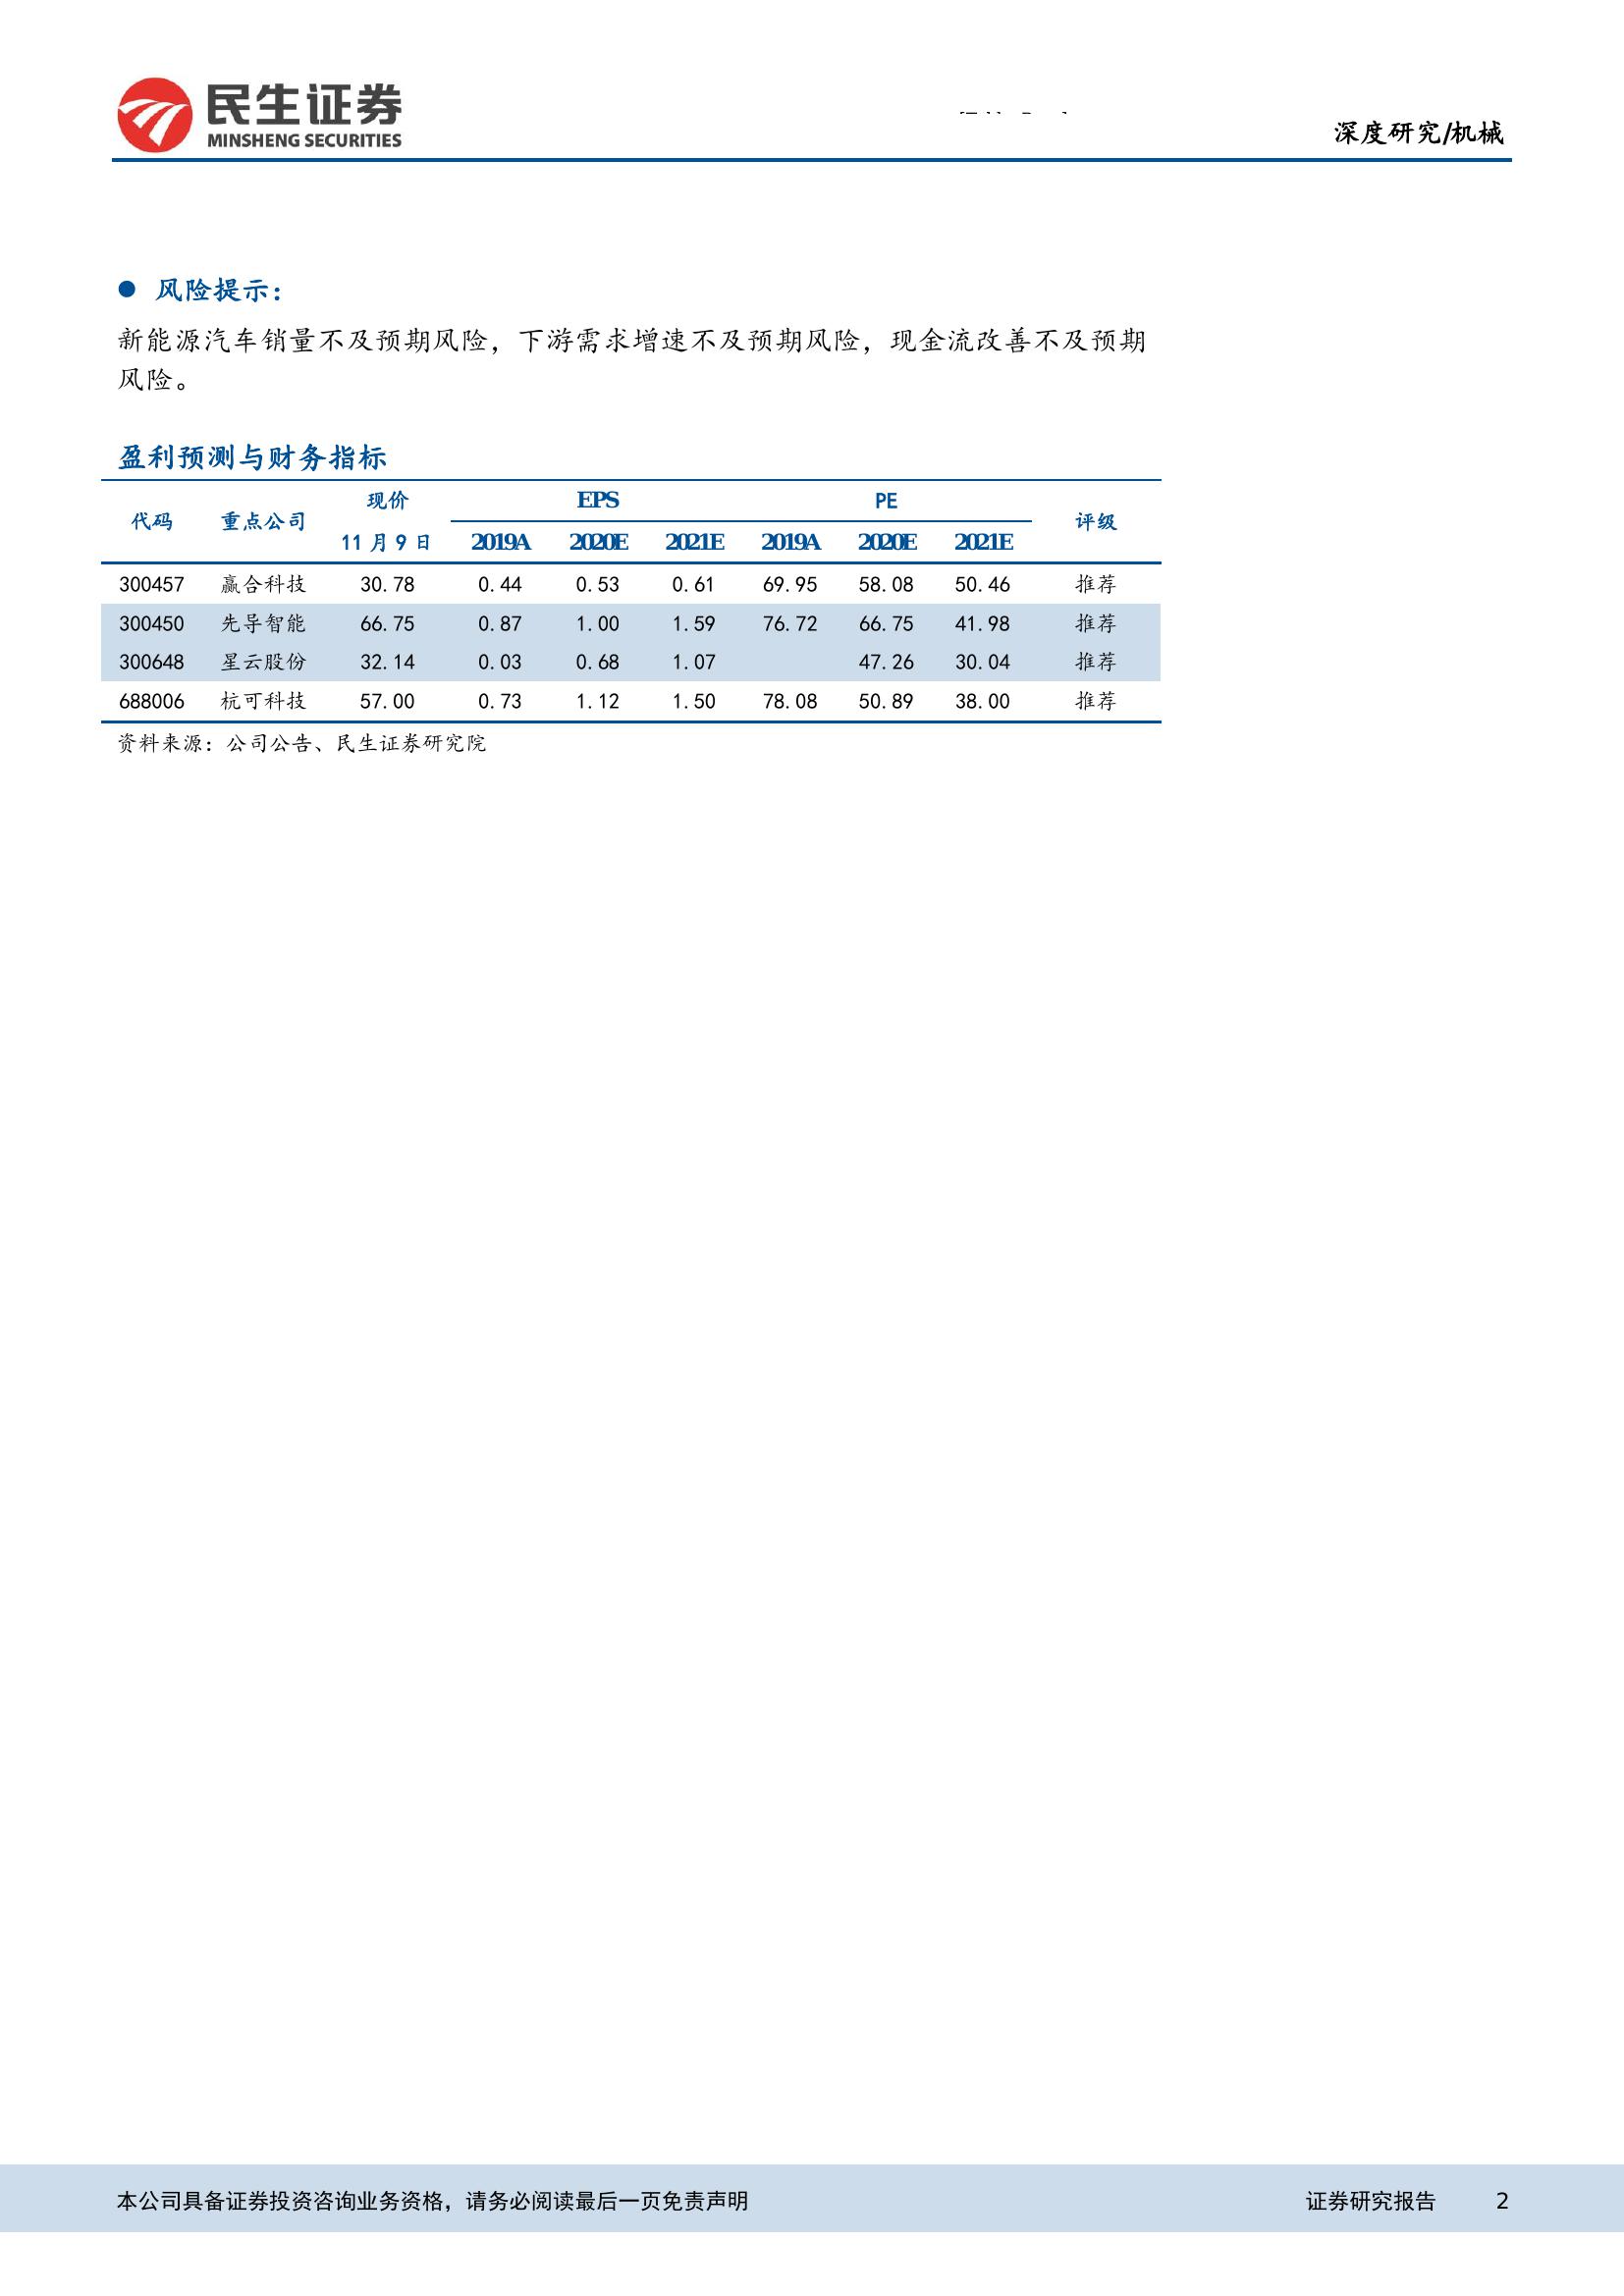 民生证券
MINSHENG SECURITIES
深度研究/机械
● 风险提示：
新能源汽车销量不及预期风险，下游需求增速不及预期风险，现金流改善不及预期
风险。
盈利预测与财务指标
代码 重点公司 现价 EPS PE 评级
11 月 9 日 2019A 2020E 2021E 2019A 2020E 2021E
300457 赢合科技 30.78 0.44 0.53 0.61 69.95 58.08 50.46 推荐
300450 先导智能 66.75 0.87 1.00 1.59 76.72 66.75 41.98 推荐
300648 星云股份 32.14 0.03 0.68 1.07 47.26 30.04 推荐
688006 杭可科技 57.00 0.73 1.12 1.50 78.08 50.89 38.00 推荐
资料来源：公司公告、民生证券研究院
本公司具备证券投资咨询业务资格，请务必阅读最后一页免责声明 证券研究报告 2